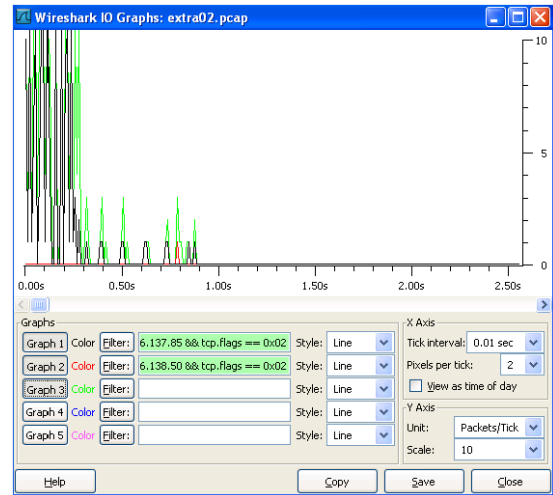 Wireshark IO Graphs: extra02.pcap
10
5
0
0.00s 0.50s 1.00s 1.50s 2.00s 2.50s
Graphs
Graph 1 Color Filter: 6.137.85 && tcp.flags == 0x02 Style: Line
Graph 2 Color Filter: 6.138.50 && tcp.flags == 0x02 Style: Line
Graph 3 Color Filter: Style: Line
Graph 4 Color Filter: Style: Line
Graph 5 Color Filter: Style: Line
X Axis
Tick interval: 0.01 sec
Pixels per tick: 2
View as time of day
Y Axis
Unit: Packets/Tick
Scale: 10
Help Copy Save Close